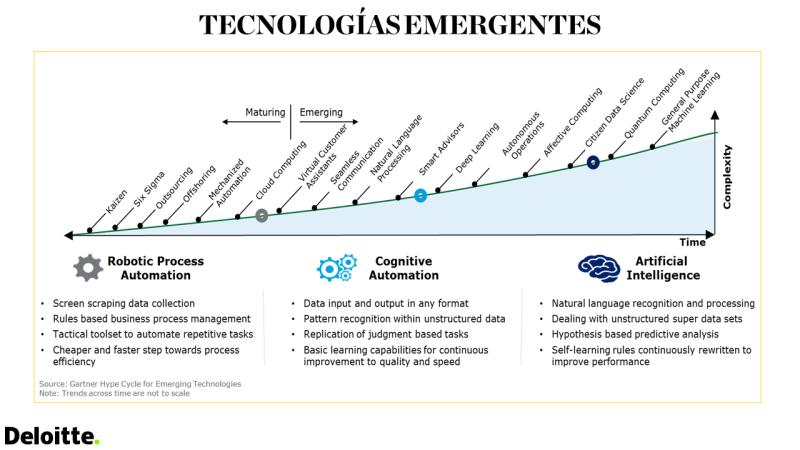 TECNOLOGÍAS EMERGENTES
Maturing
Emerging
Kaizen
Six Sigma
Outsourcing
Offshoring
Mechanized
Automation
Cloud Computing
Virtual Customer
Assistants
Seamless
Communication
Natural Language
Processing
Smart Advisors
Deep Learning
Autonomous
Operations
Affective Computing
Citizen Data Science
Quantum Computing
General Purpose
Machine Learning
Complexity
Time
Robotic Process
Automation
• Screen scraping data collection
• Rules based business process management
• Tactical toolset to automate repetitive tasks
• Cheaper and faster step towards process
efficiency
Cognitive
Automation
• Data input and output in any format
• Pattern recognition within unstructured data
• Replication of judgment based tasks
• Basic learning capabilities for continuous
improvement to quality and speed
Artificial
Intelligence
• Natural language recognition and processing
• Dealing with unstructured super data sets
• Hypothesis based predictive analysis
• Self-learning rules continuously rewritten to
improve performance
Source: Gartner Hype Cycle for Emerging Technologies
Note: Trends across time are not to scale
Deloitte.